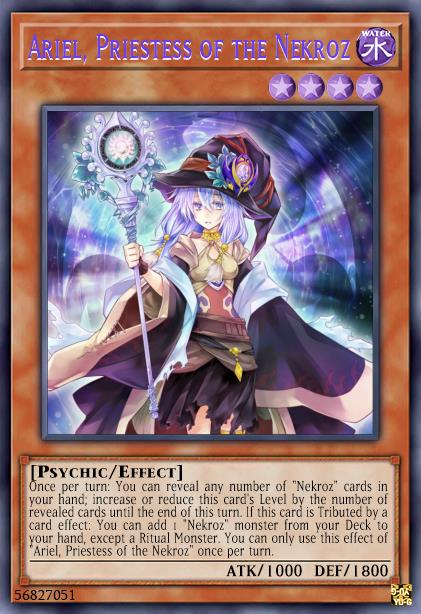 Ariel, Priestess of the Nekroz
WATER
水
[Psychic/Effect]
Once per turn: You can reveal any number of "Nekroz" cards in
your hand; increase or reduce this card's Level by the number of
revealed cards until the end of this turn. If this card is Tributed by a
card effect: You can add 1 "Nekroz" monster from your Deck to
your hand, except a Ritual Monster. You can only use this effect of
"Ariel, Priestess of the Nekroz" once per turn.
ATK/1000 DEF/1800
56827051